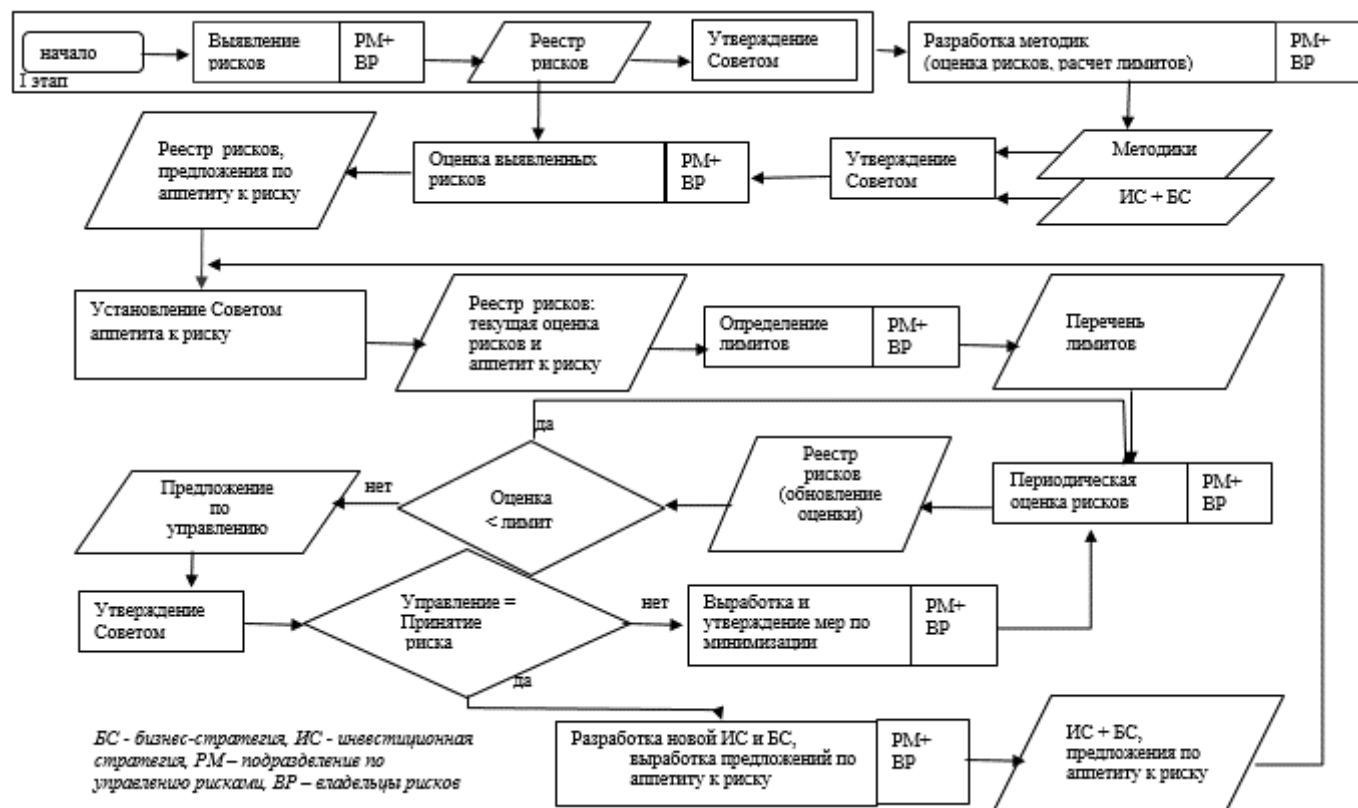 начало
I этап
Выявление
рисков
РМ+
ВР
Реестр
рисков
Утверждение
Советом
Разработка методик
(оценка рисков, расчет лимитов)
РМ+
ВР
Реестр рисков,
предложения по
аппетиту к риску
Оценка выявленных
рисков
РМ+
ВР
Утверждение
Советом
Методики
ИС + БС
Установление Советом
аппетита к риску
Реестр рисков:
текущая оценка
рисков и
аппетит к риску
Определение
лимитов
РМ+
ВР
Перечень
лимитов
да
Предложение
по
управлению
нет
Оценка
< лимит
Реестр
рисков
(обновление
оценки)
Периодическая
оценка рисков
РМ+
ВР
Утверждение
Советом
Управление =
Принятие
риска
нет
Выработка и
утверждение мер по
минимизации
РМ+
ВР
да
БС - бизнес-стратегия, ИС - инвестиционная
стратегия, РМ – подразделение по
управлению рисками, ВР – владельцы рисков
Разработка новой ИС и БС,
выработка предложений по
аппетиту к риску
РМ+
ВР
ИС + БС,
предложения по
аппетиту к риску